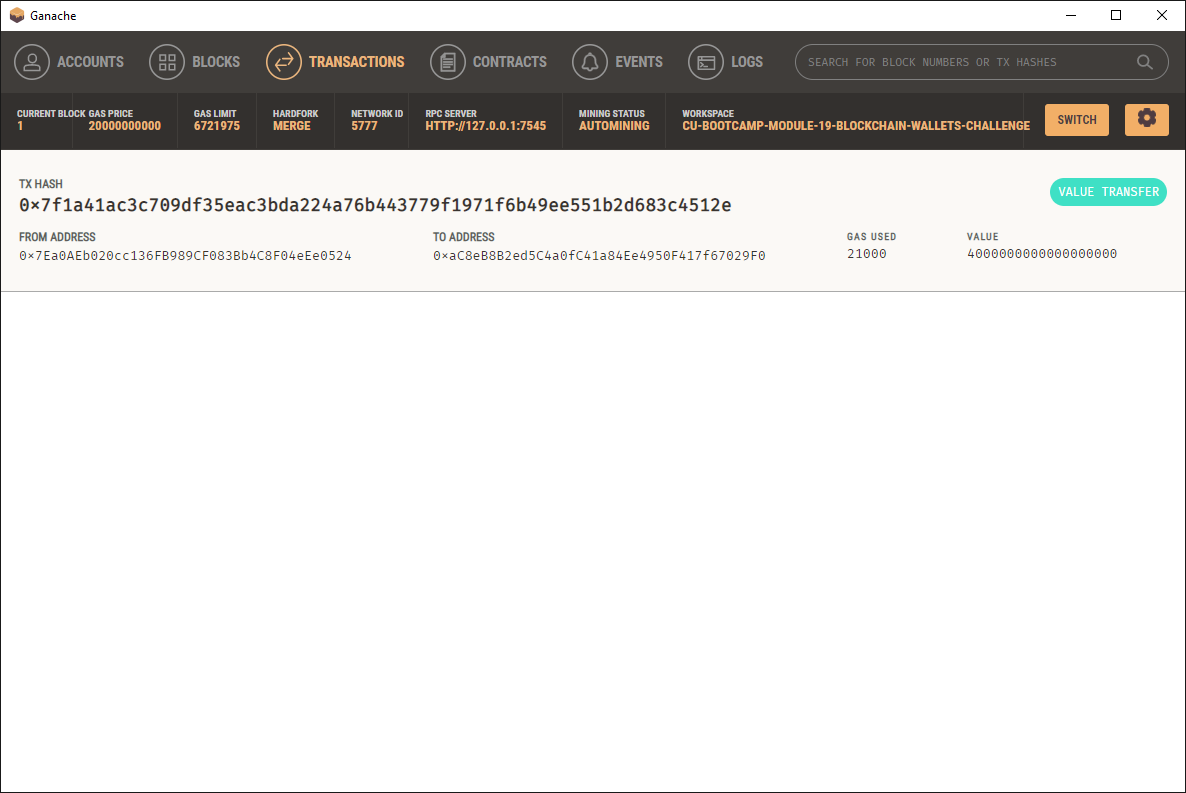 Ganache
ACCOUNTS BLOCKS TRANSACTIONS CONTRACTS EVENTS LOGS SEARCH FOR BLOCK NUMBERS OR TX HASHES
CURRENT BLOCK GAS PRICE GAS LIMIT HARDFORK NETWORK ID RPC SERVER MINING STATUS WORKSPACE
1 20000000000 6721975 MERGE 5777 HTTP://127.0.0.1:7545 AUTOMINING CU-BOOTCAMP-MODULE-19-BLOCKCHAIN-WALLETS-CHALLENGE SWITCH
TX HASH
0×7f1a41ac3c709df35eac3bda224a76b443779f1971f6b49ee551b2d683c4512e VALUE TRANSFER
FROM ADDRESS TO ADDRESS GAS USED VALUE
0×7Ea0AEb020cc136FB989CF083Bb4C8F04eEe0524 0×aC8eB8B2ed5C4a0fC41a84Ee4950F417f67029F0 21000 4000000000000000000